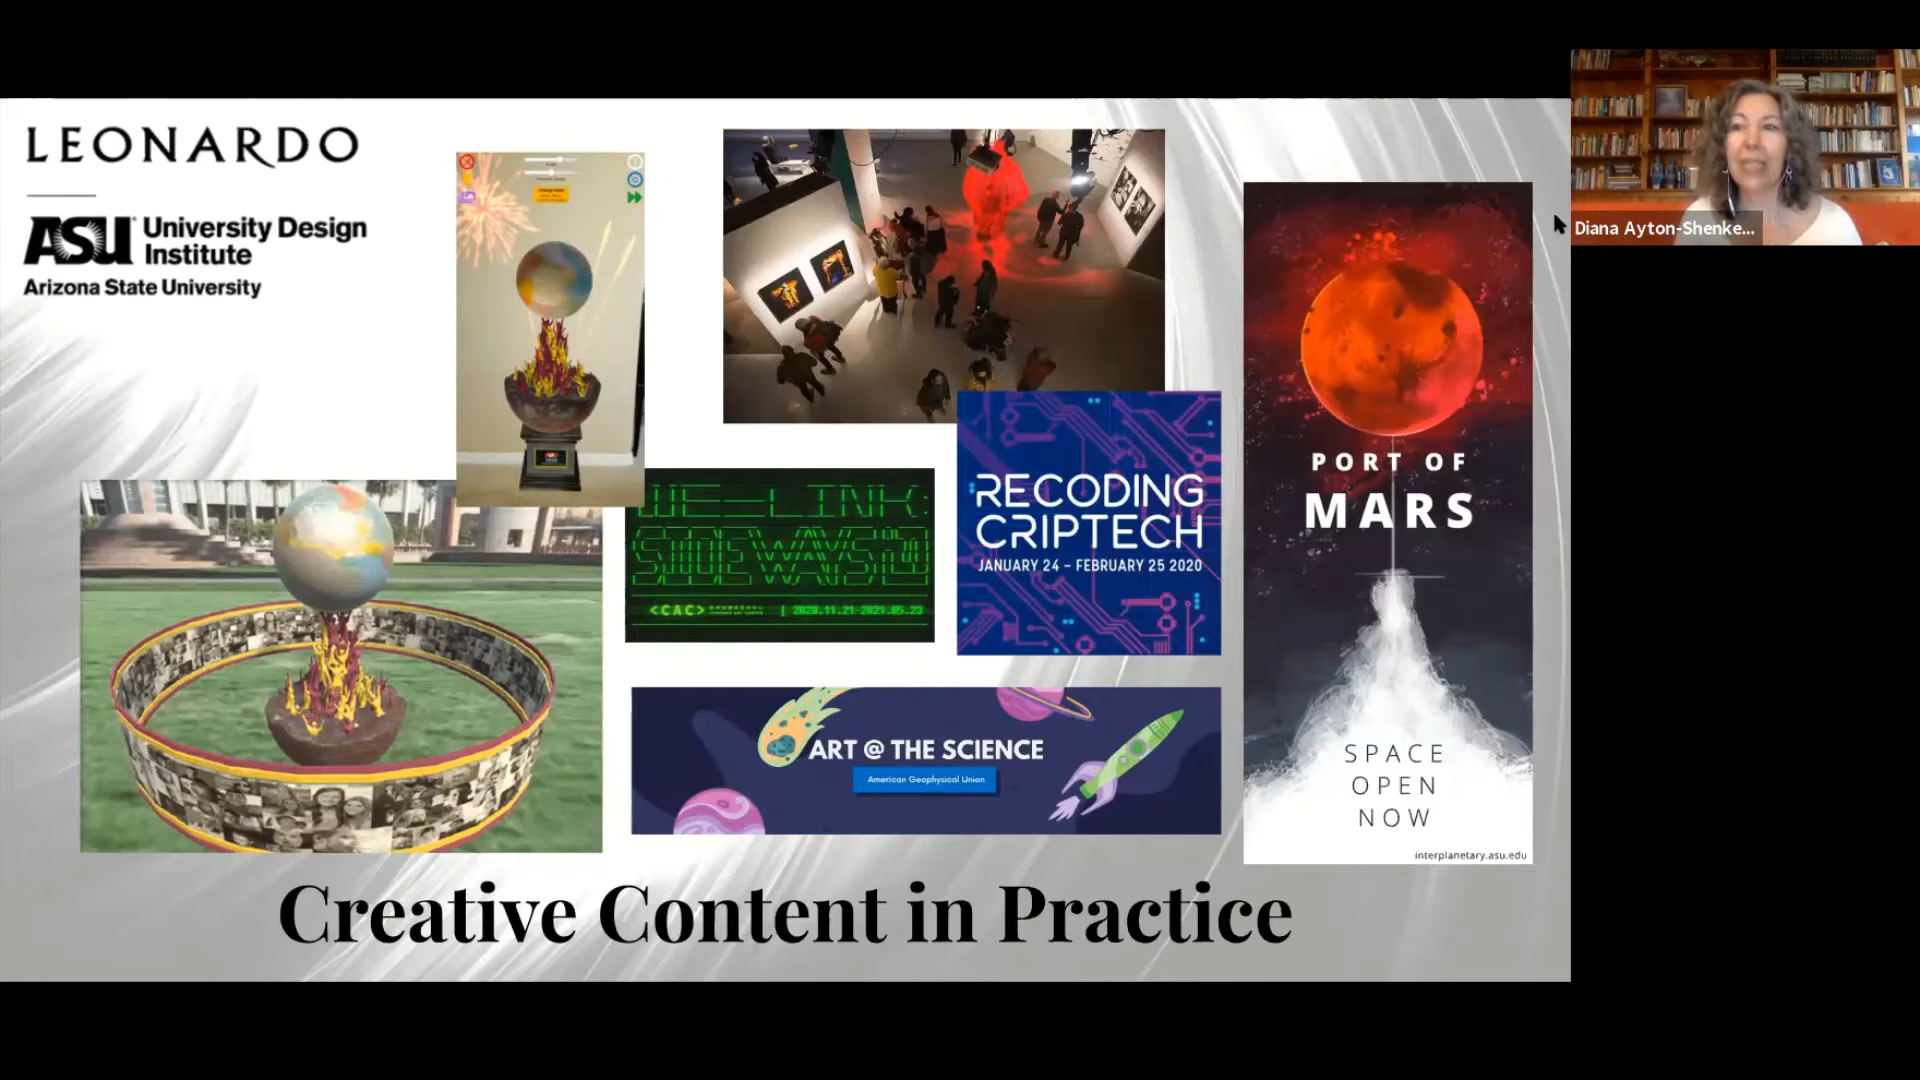 LEONARDO
ASU University Design
Institute
Arizona State University
WE=LINK:
SIDEWAYS
<CAC> | 2020.11.21-2021.05.23
RECODING
CRIPTECH
JANUARY 24 – FEBRUARY 25 2020
ART @ THE SCIENCE
American Geophysical Union
PORT OF
MARS
SPACE
OPEN
NOW
interplanetary.asu.edu
Creative Content in Practice
Diana Ayton-Shenke...